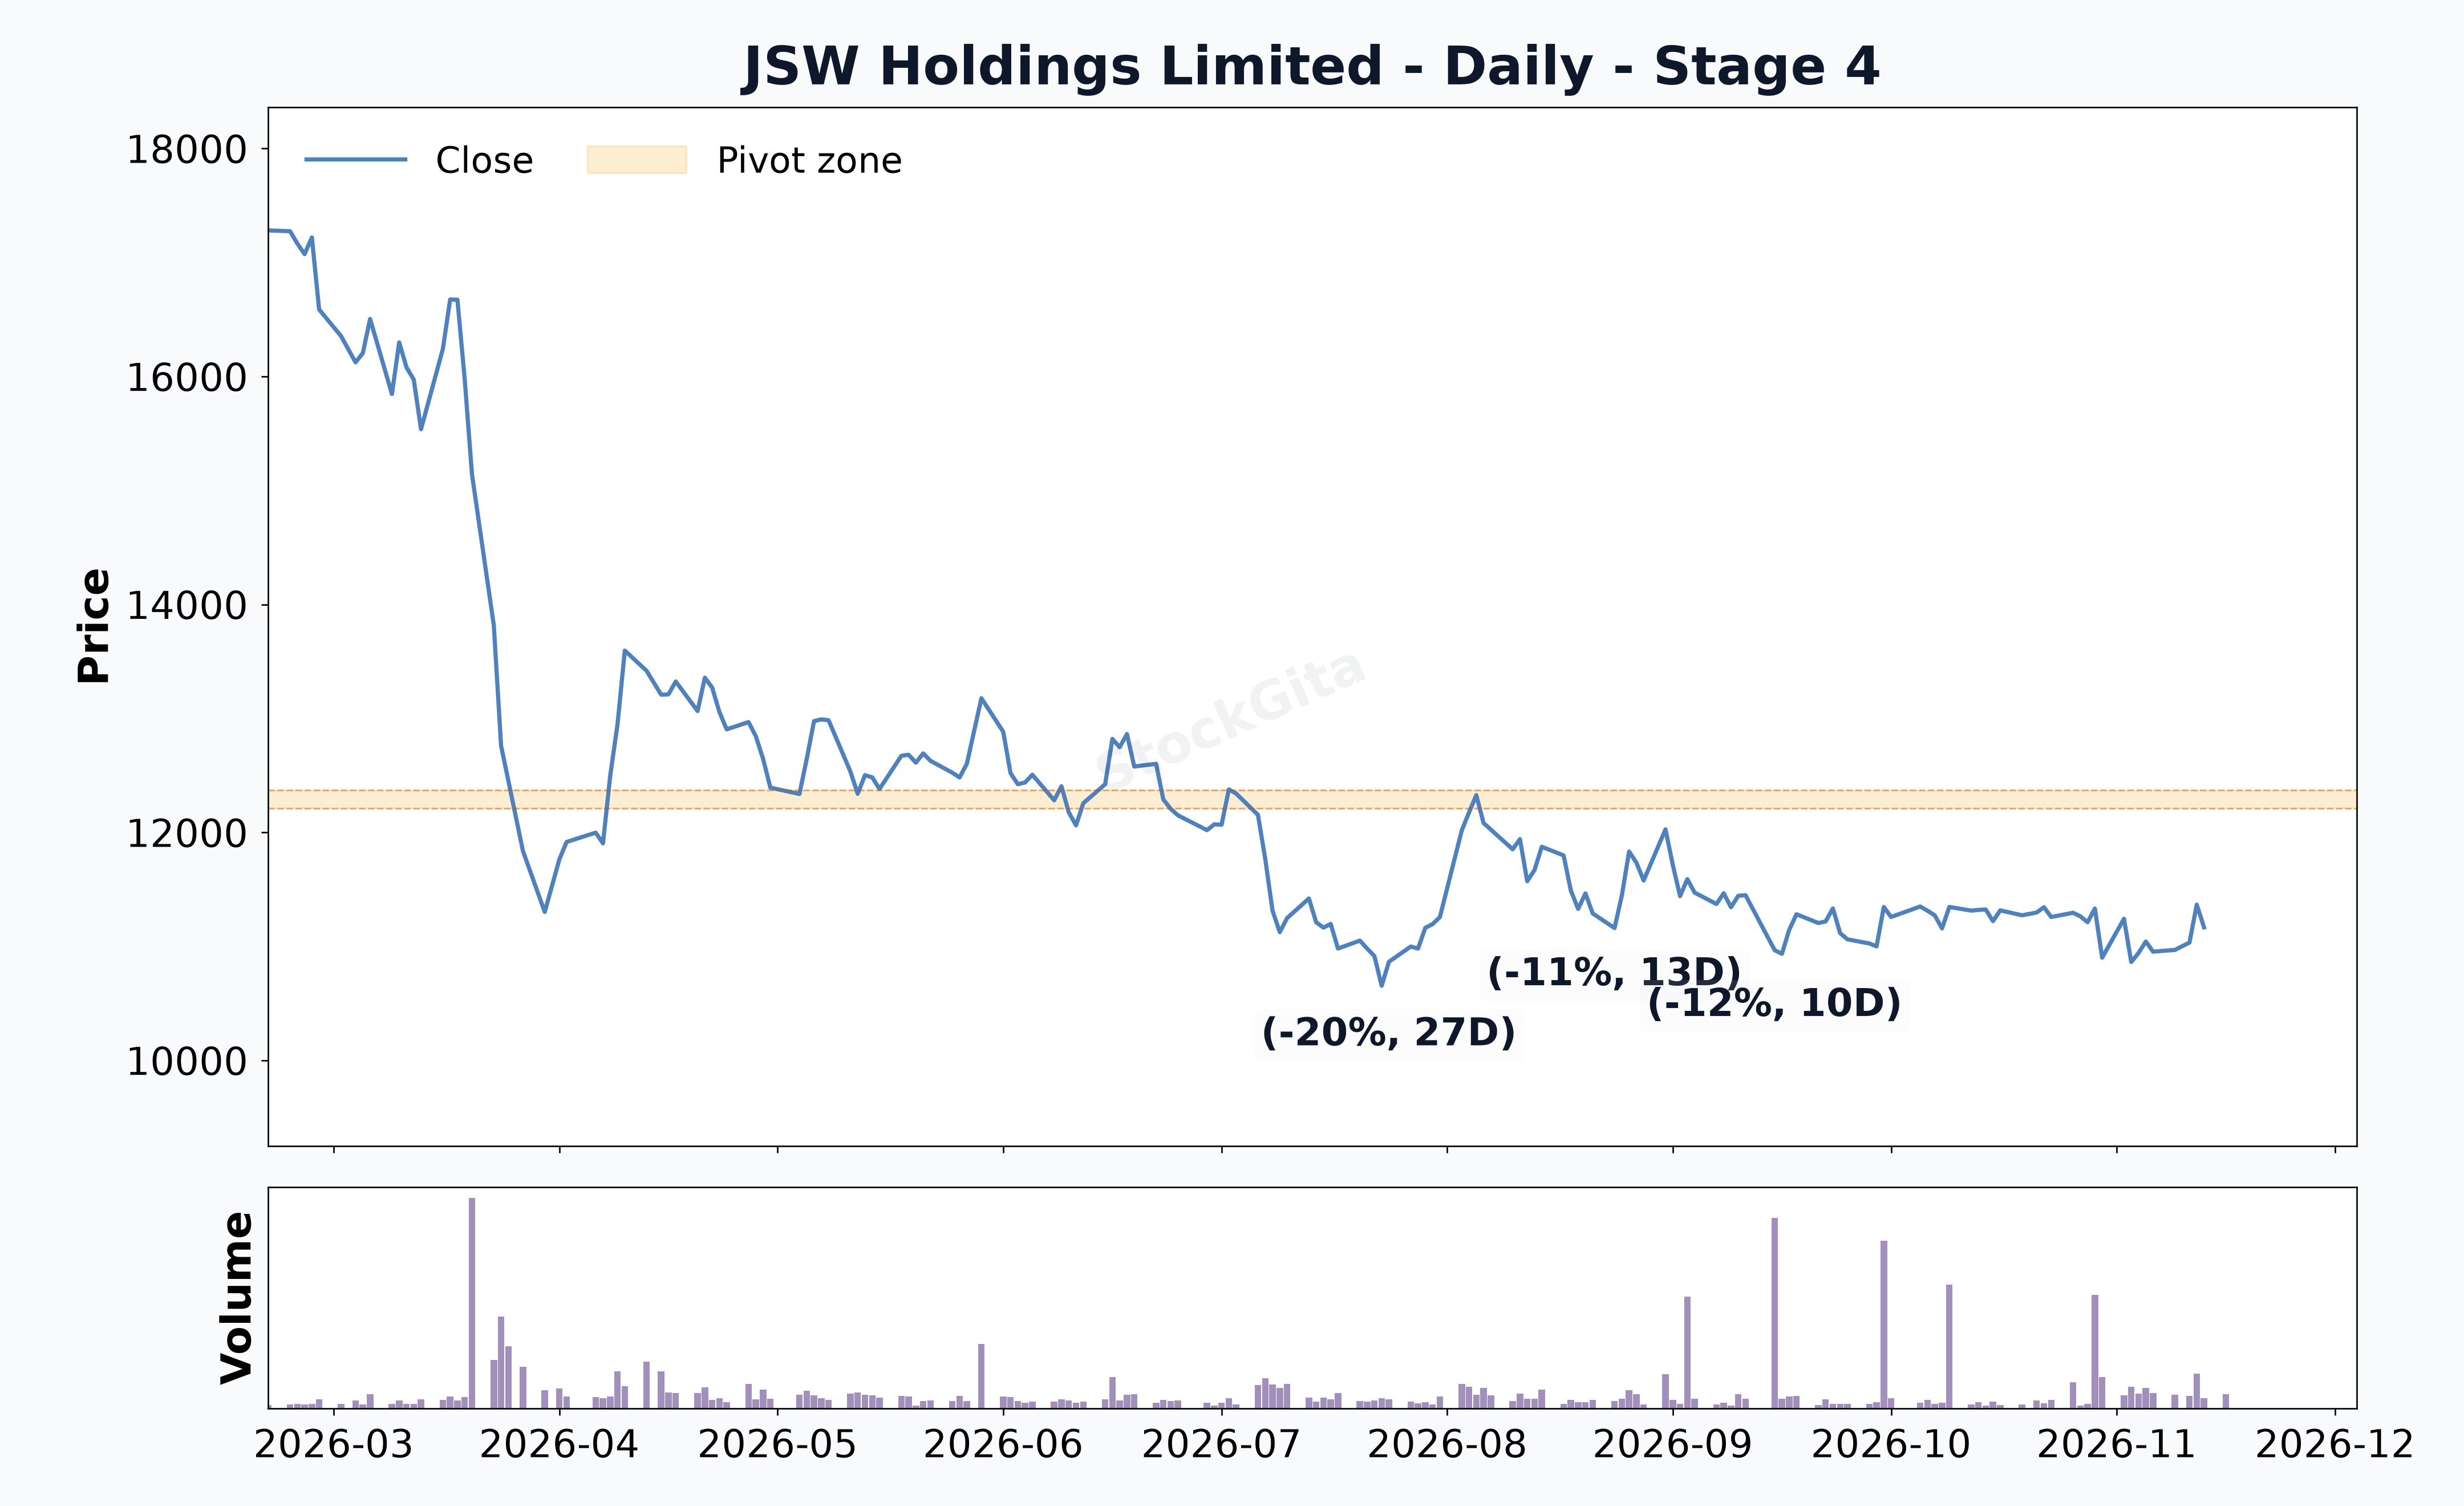 JSW Holdings Limited - Daily - Stage 4
Close
Pivot zone
Price
18000
16000
14000
12000
10000
StockGita
(-11%, 13D)
(-12%, 10D)
(-20%, 27D)
Volume
2026-03 2026-04 2026-05 2026-06 2026-07 2026-08 2026-09 2026-10 2026-11 2026-12